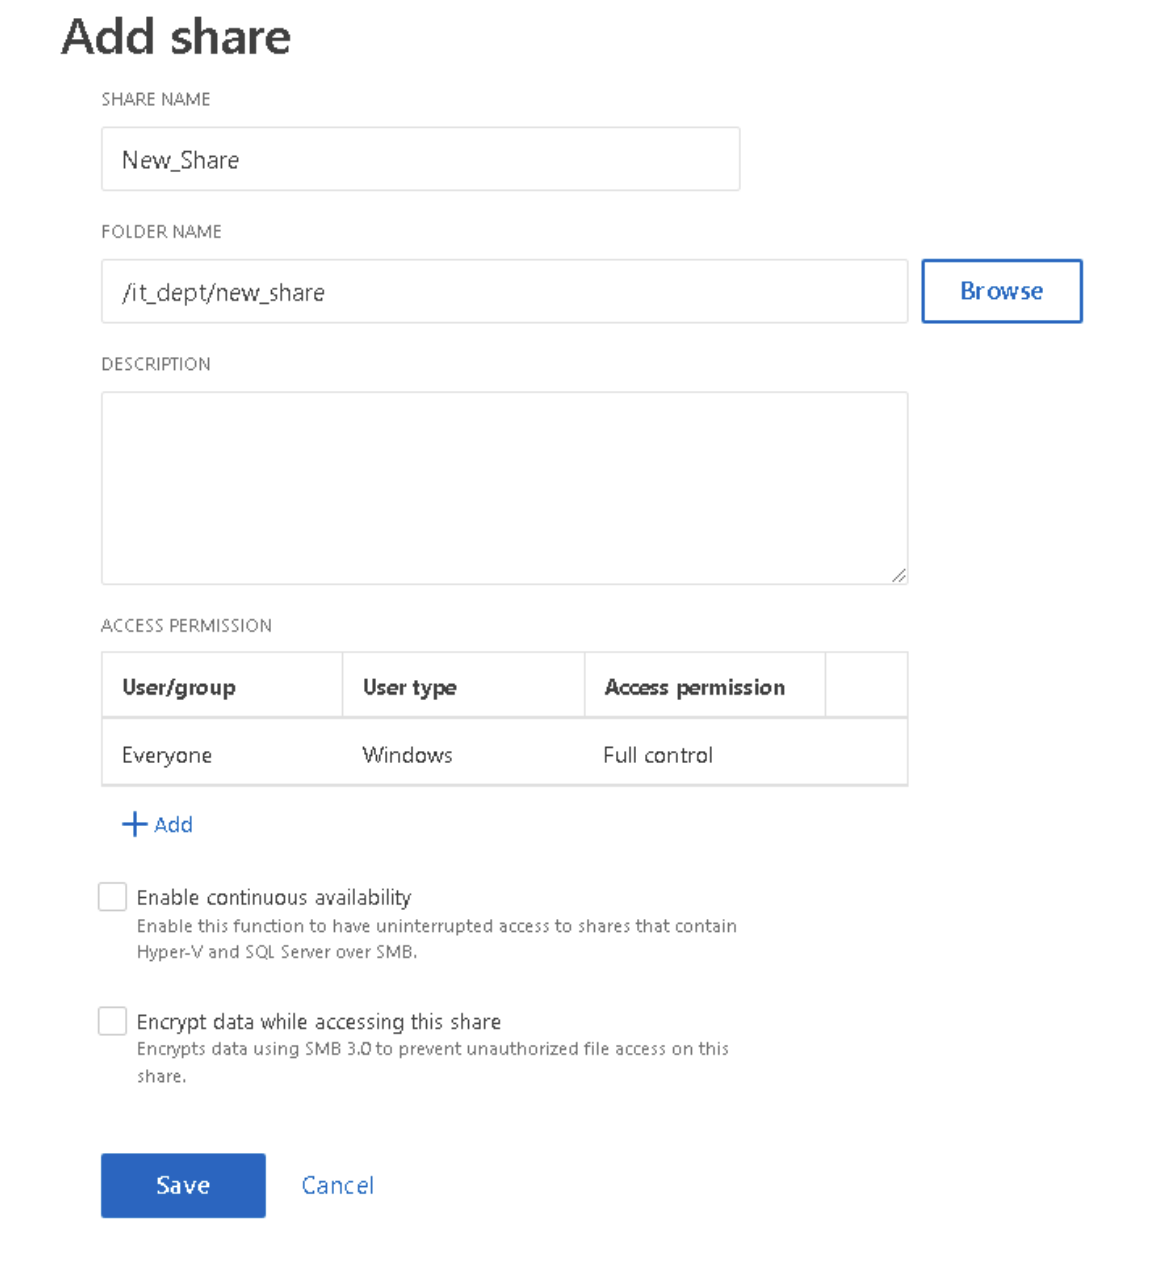 Add share
SHARE NAME
New_Share
FOLDER NAME
/it_dept/new_share
Browse
DESCRIPTION
ACCESS PERMISSION
User/group User type Access permission
Everyone Windows Full control
Add
Enable continuous availability
Enable this function to have uninterrupted access to shares that contain
Hyper-V and SQL Server over SMB.
Encrypt data while accessing this share
Encrypts data using SMB 3.0 to prevent unauthorized file access on this
share.
Save Cancel